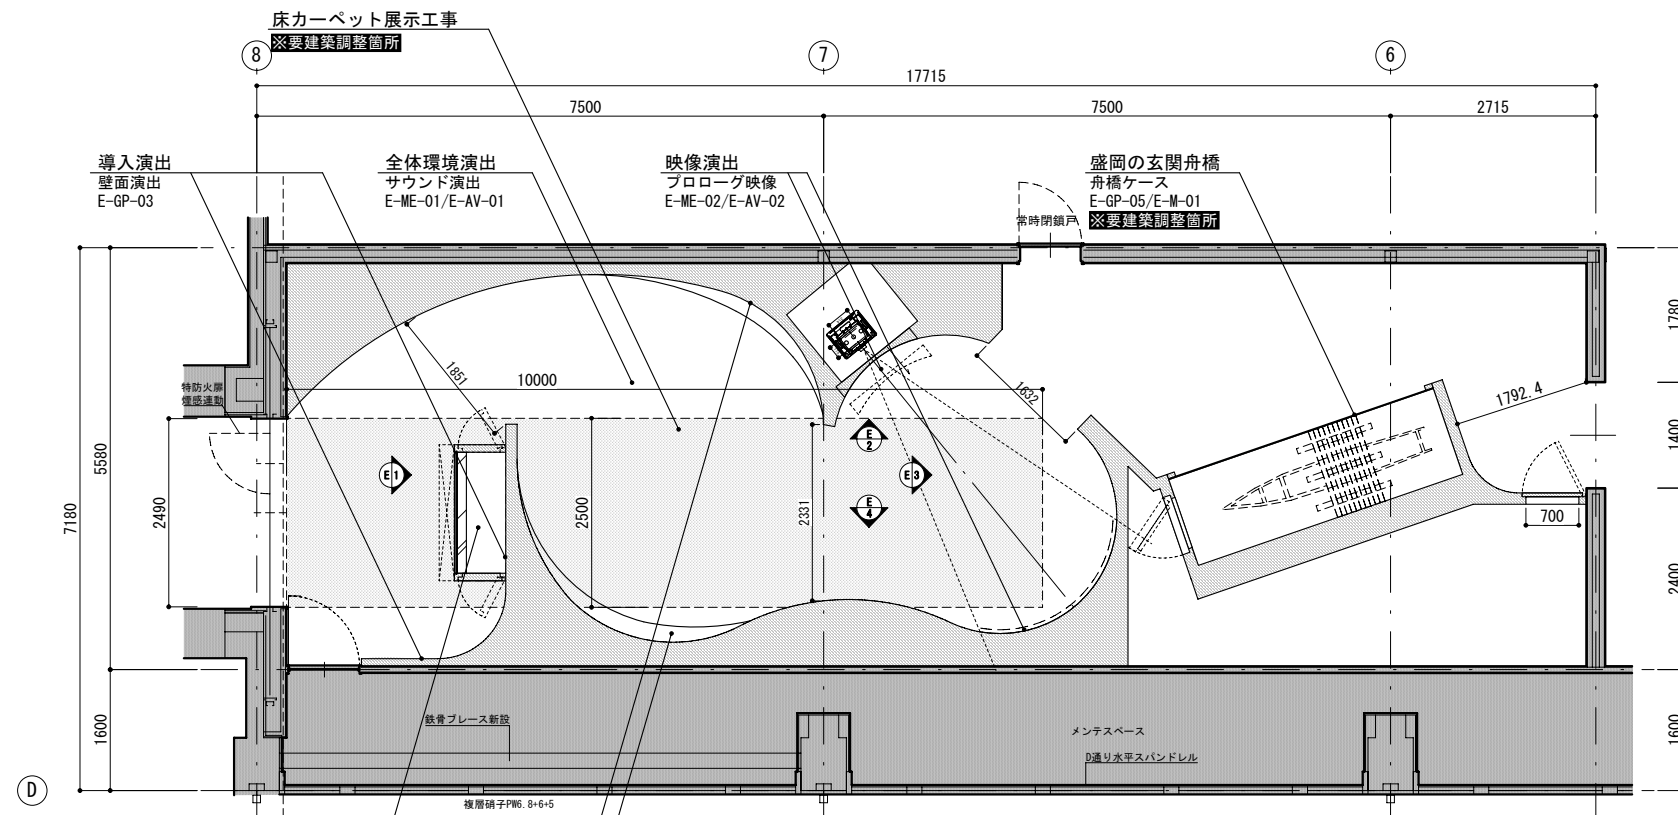 床カーペット展示工事
※要建築調整箇所
8
7
6
17715
7500
7500
2715
導入演出
壁面演出
E-GP-03
全体環境演出
サウンド演出
E-ME-01/E-AV-01
映像演出
プロローグ映像
E-ME-02/E-AV-02
盛岡の玄関舟橋
舟橋ケース
E-GP-05/E-M-01
※要建築調整箇所
常時閉鎖戸
1780
1851
10000
1632
1792.4
特防火扉
煙感連動
1400
E
2
E1
E3
E
4
5580
7180
2490
2500
2331
700
2400
1600
鉄骨ブレース新設
メンテスペース
D通り水平スパンドレル
1600
D
複層硝子PW6.8+6+5